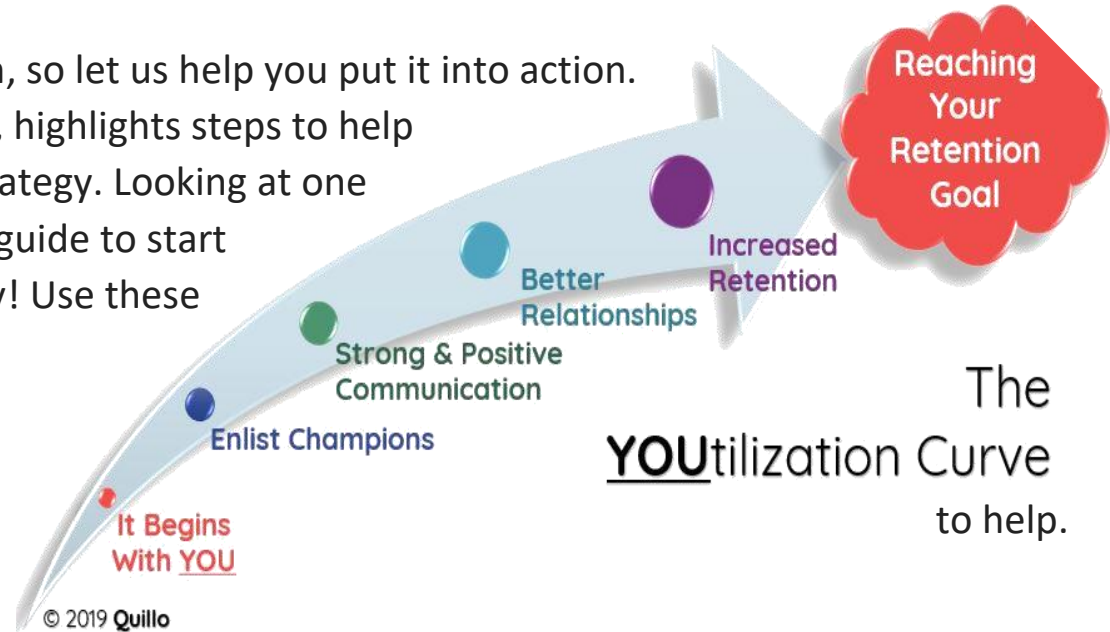 n, so let us help you put it into action.
, highlights steps to help
rategy. Looking at one
guide to start
y! Use these
Reaching
Your
Retention
Goal
Increased
Retention
Better
Relationships
Strong & Positive
Communication
Enlist Champions
It Begins
With YOU
The
YOUtilization Curve
to help.
© 2019 Quillo